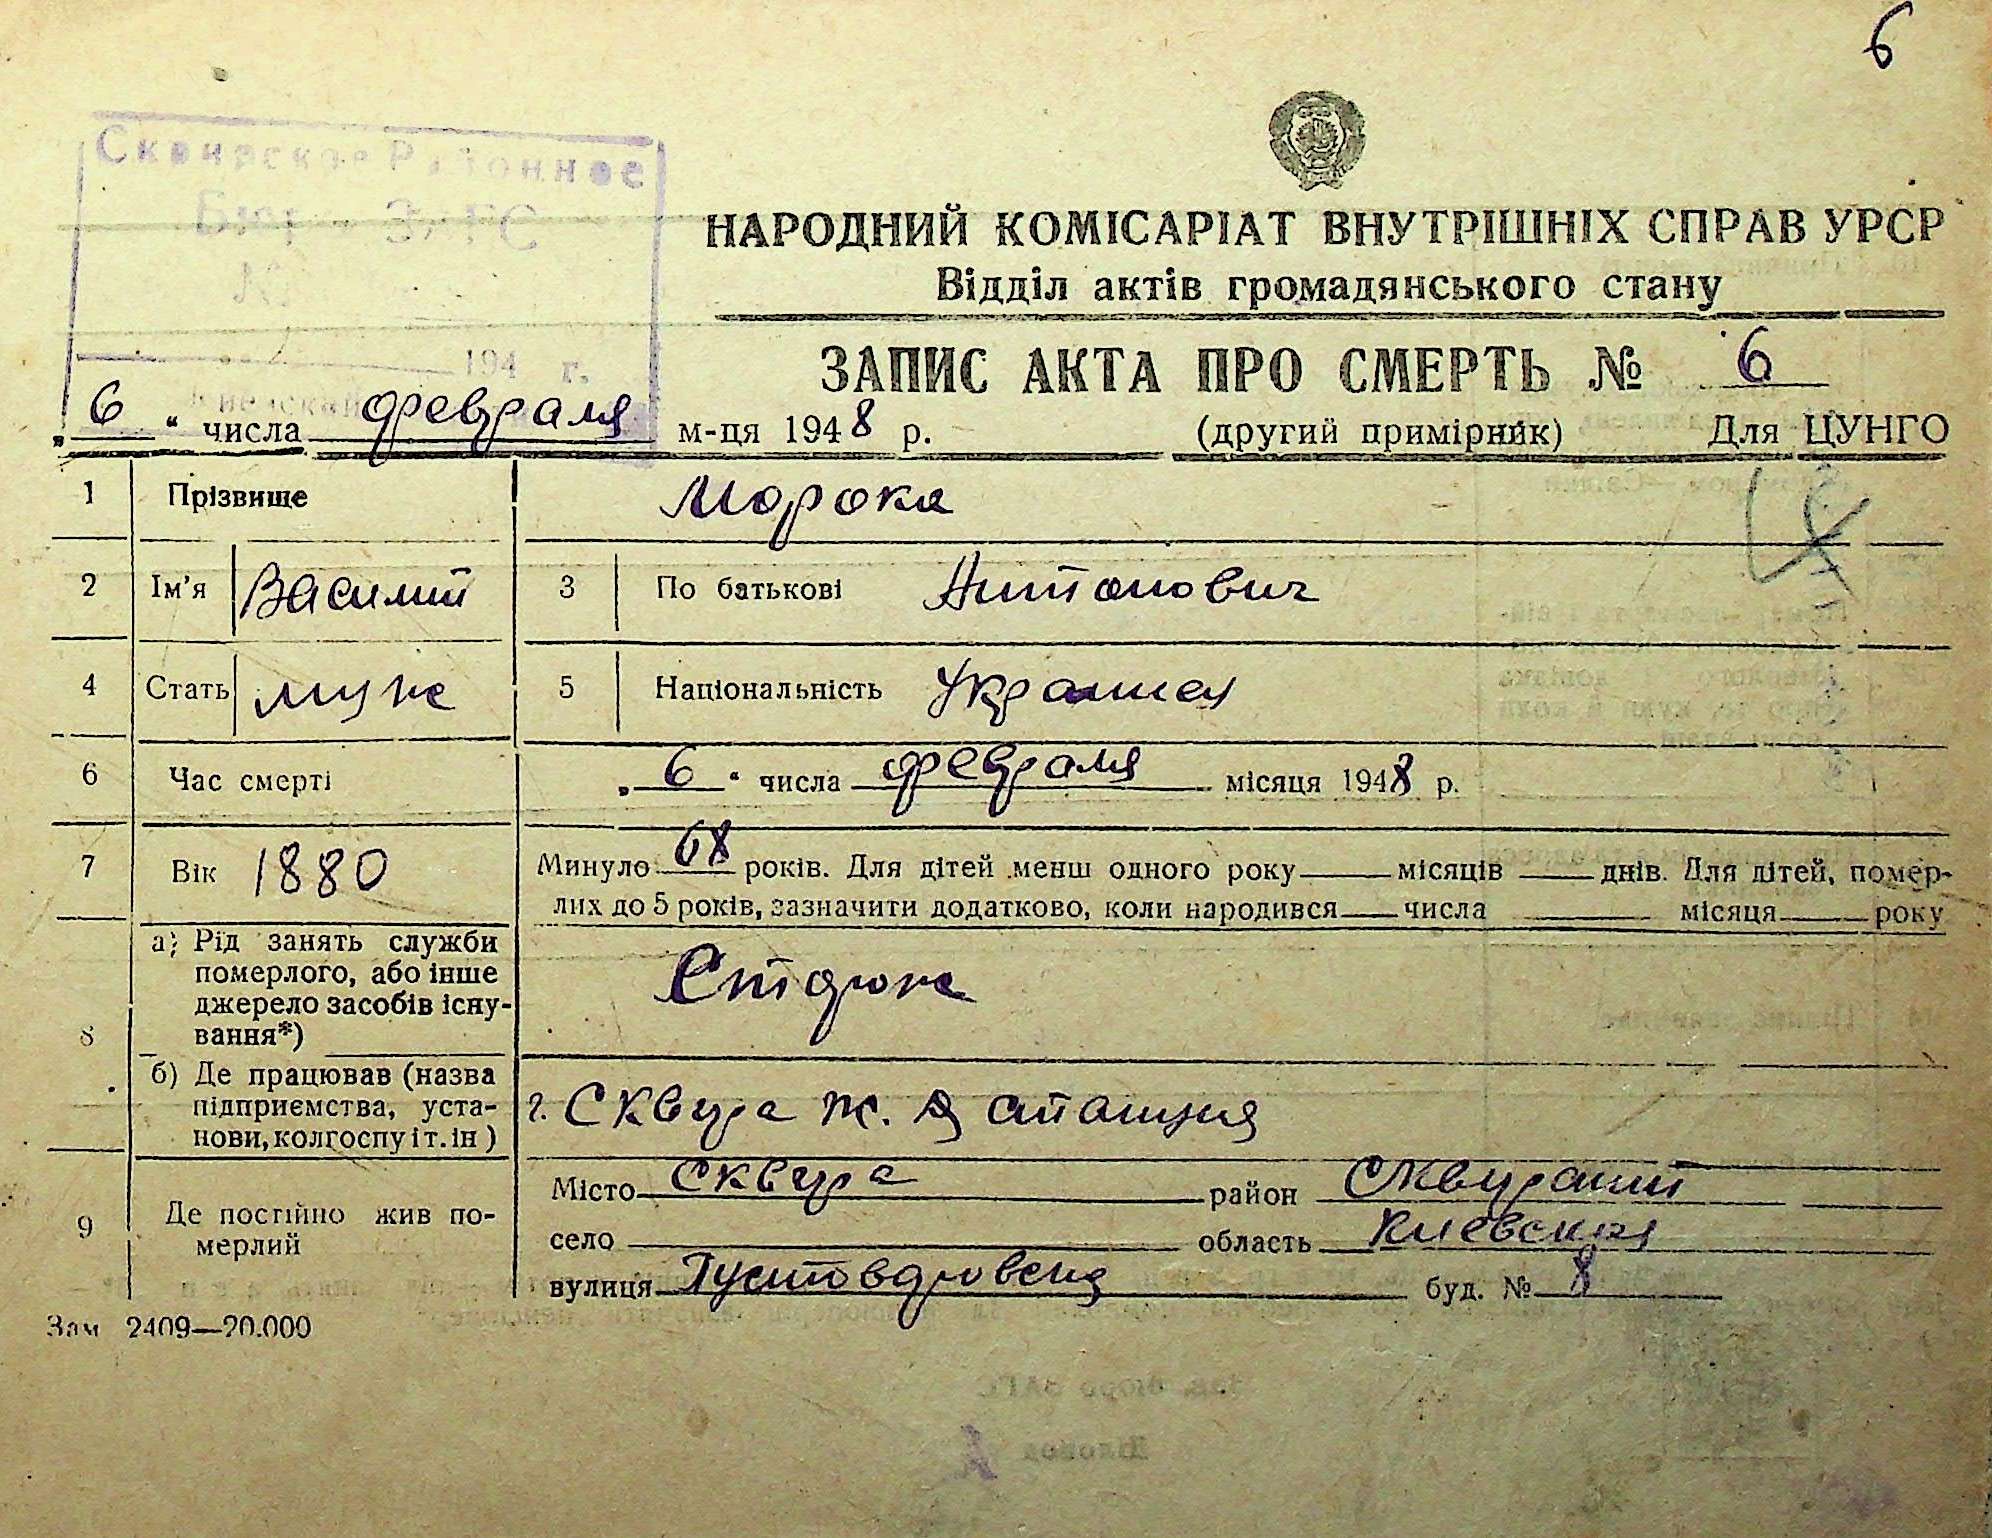 6
Сквирское Районное
Бюро ЗАГС
№
194 г.
НАРОДНИЙ КОМІСАРІАТ ВНУТРІШНІХ СПРАВ УРСР
Відділ актів громадянського стану
ЗАПИС АКТА ПРО СМЕРТЬ № 6
„ 6 “ числа февраля м-ця 1948 р. (другий примірник) Для ЦУНГО
1 Прізвище Морока
2 Ім’я Василий 3 По батькові Антонович
4 Стать муж 5 Національність
6 Час смерті „ 6 “ числа февраля місяця 1948 р.
7 Вік 1880 Минуло 68 років. Для дітей менш одного року місяців днів. Для дітей, помер-
лих до 5 років, зазначити додатково, коли народився числа місяця року
8 а) Рід занять служби
померлого, або інше
джерело засобів існу-
вання*)
Сторож
б) Де працював (назва
підприємства, уста-
нови, колгоспу і т. ін)
г. Сквира ж. д станция
9 Де постійно жив по-
мерлий
Місто Сквира район Сквирский
село область Киевская
вулиця буд. № 8
Зам 2409—20.000